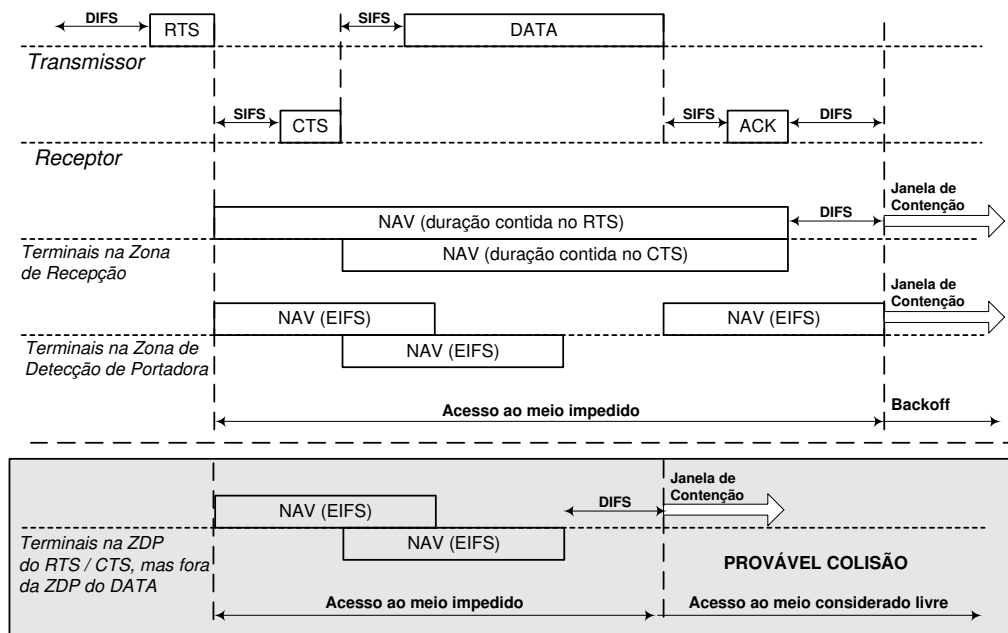 DIFS
RTS
SIFS
DATA
Transmissor
SIFS
CTS
SIFS
ACK
DIFS
Receptor
NAV (duração contida no RTS)
DIFS
Janela de
Contenção
Terminais na Zona
de Recepção
NAV (duração contida no CTS)
NAV (EIFS)
NAV (EIFS)
Janela de
Contenção
Terminais na Zona de
Detecção de Portadora
NAV (EIFS)
Acesso ao meio impedido
Backoff
NAV (EIFS)
DIFS
Janela de
Contenção
Terminais na ZDP
do RTS / CTS, mas fora
da ZDP do DATA
NAV (EIFS)
PROVÁVEL COLISÃO
Acesso ao meio impedido
Acesso ao meio considerado livre